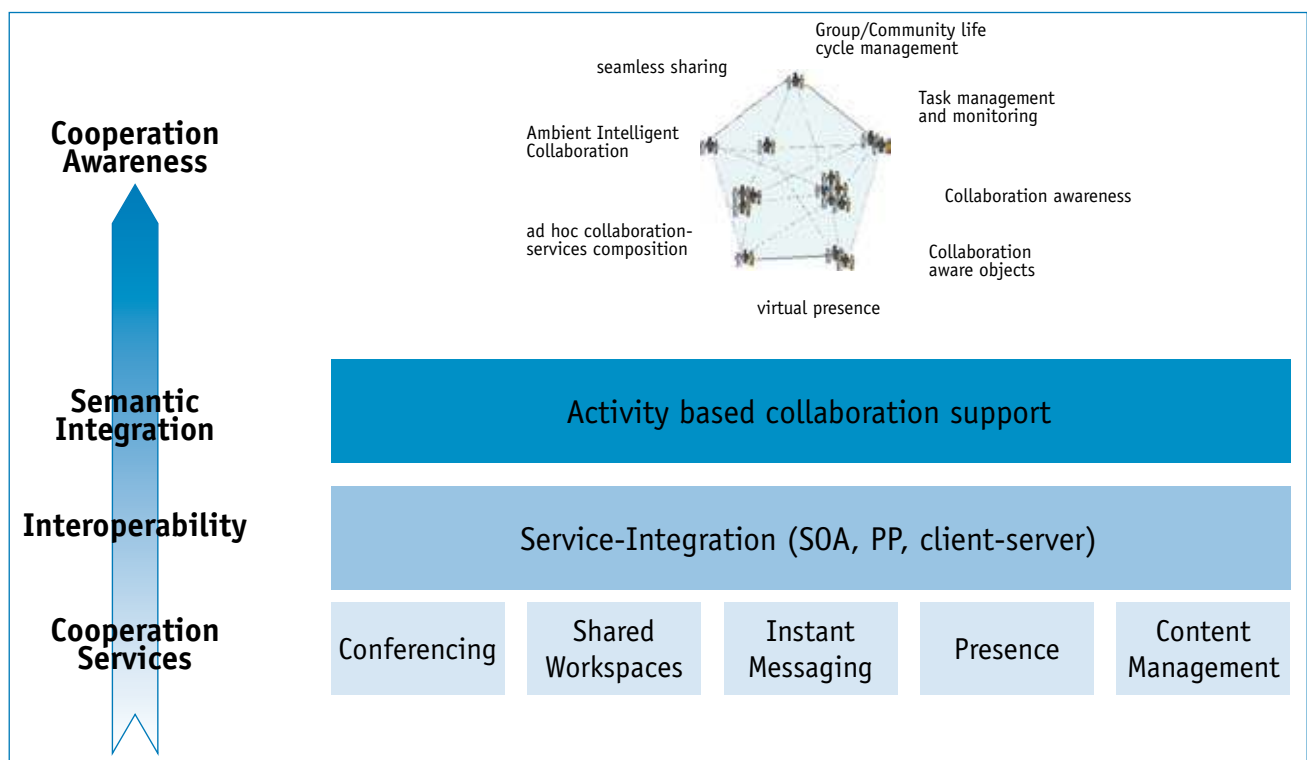 Group/Community life
cycle management
seamless sharing
Task management
and monitoring
Cooperation
Awareness
Ambient Intelligent
Collaboration
Collaboration awareness
ad hoc collaboration-
services composition
Collaboration
aware objects
virtual presence
Semantic
Integration
Activity based collaboration support
Interoperability
Service-Integration (SOA, PP, client-server)
Cooperation
Services
Conferencing
Shared
Workspaces
Instant
Messaging
Presence
Content
Management